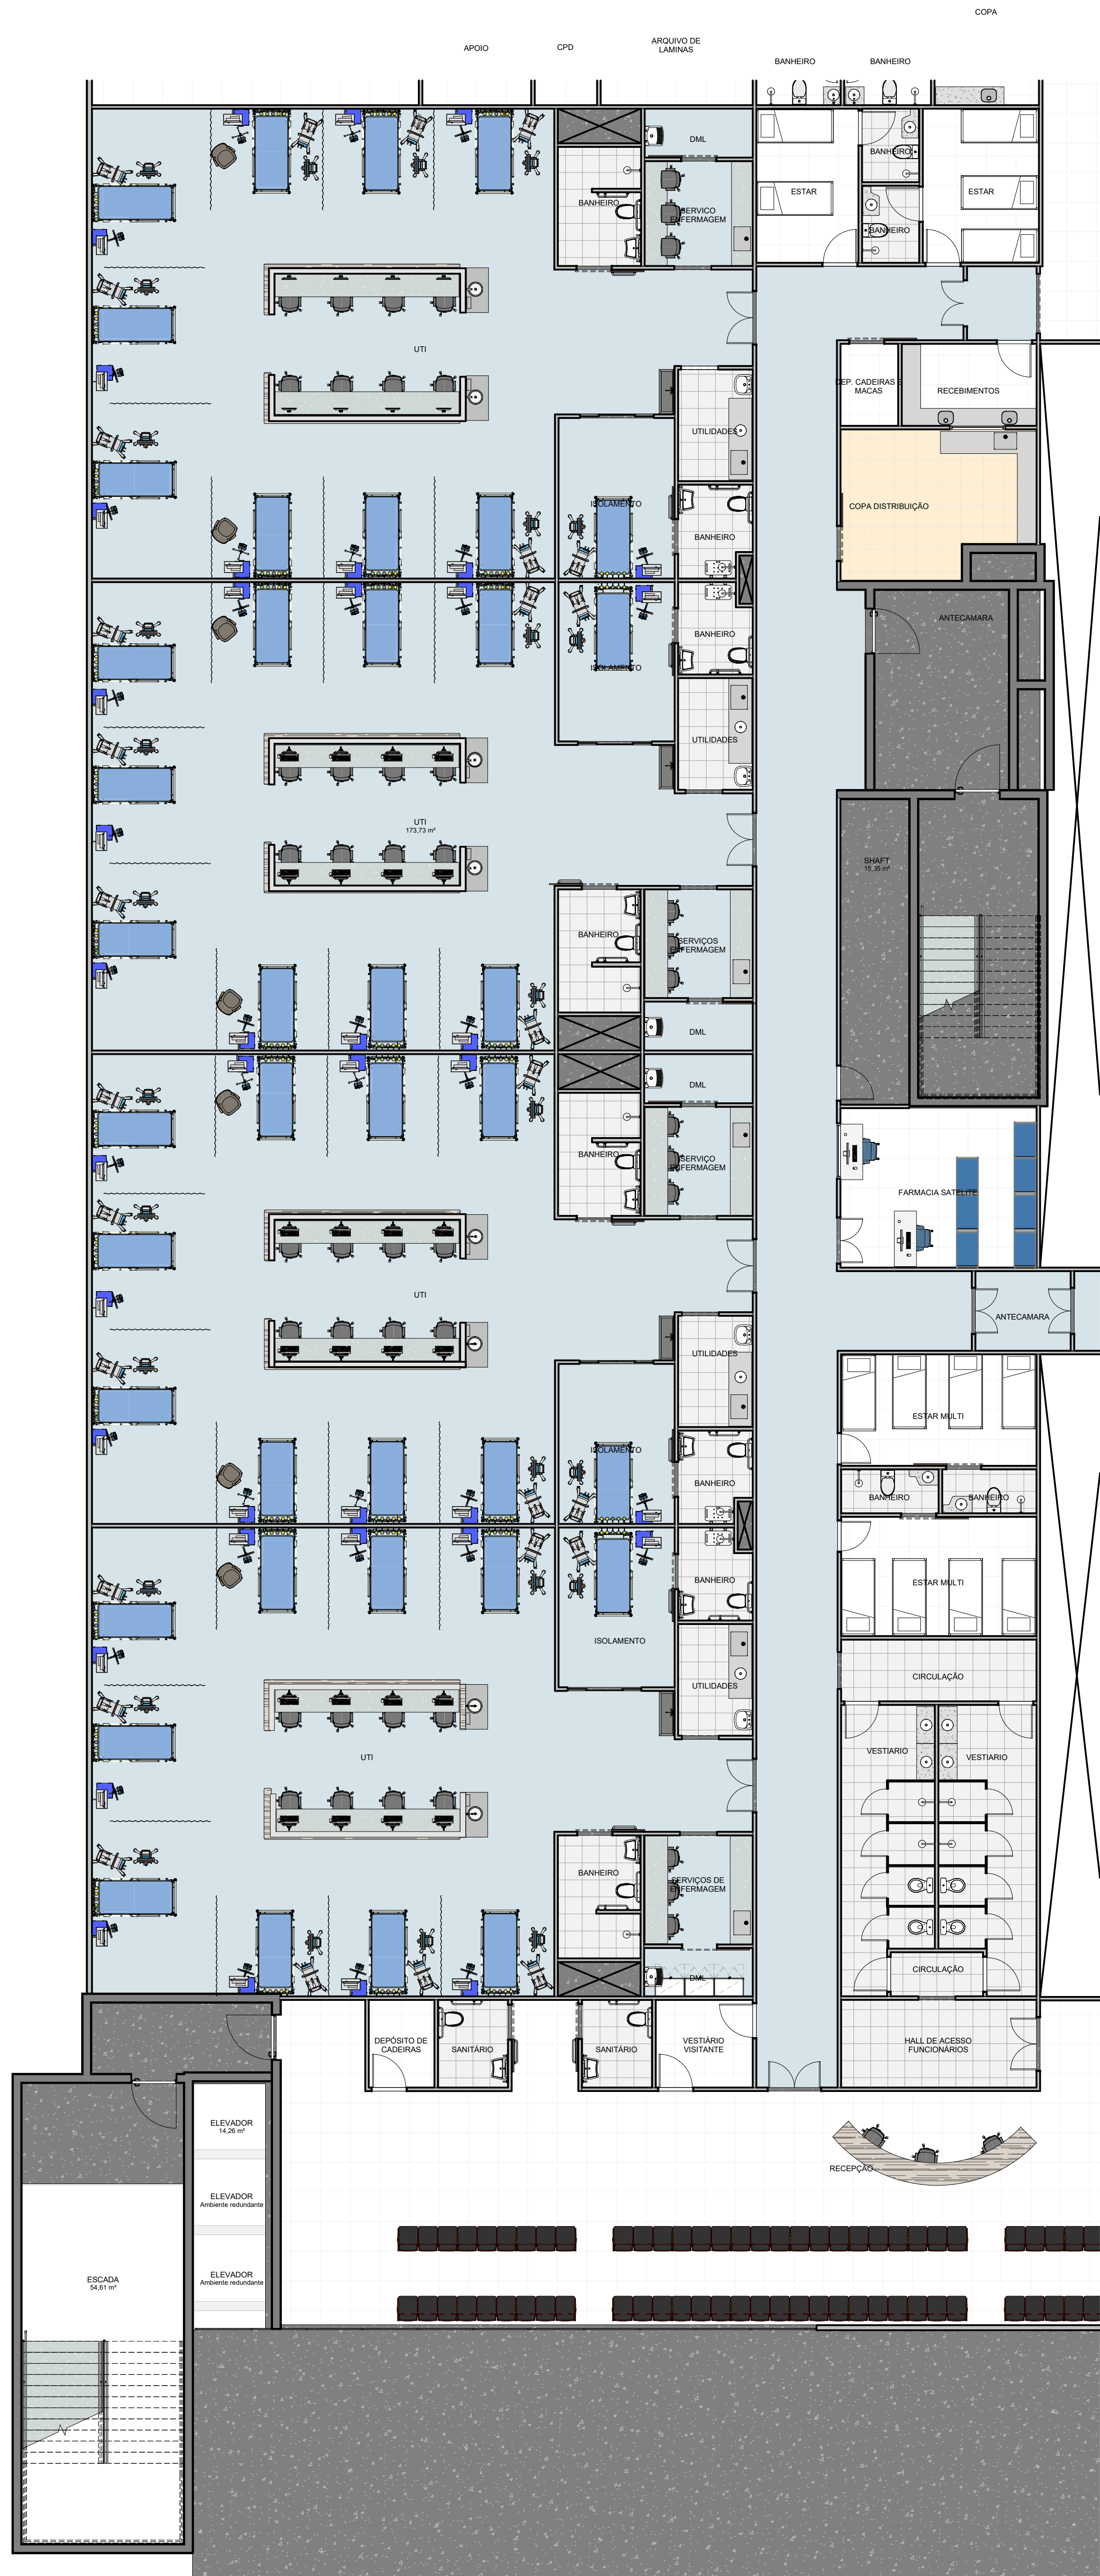 COPA
APOIO
CPD
ARQUIVO DE
LAMINAS
BANHEIRO
BANHEIRO
DML
BANHEIRO
ESTAR
ESTAR
BANHEIRO
SERVICO
ENFERMAGEM
BANHEIRO
UTI
DEP. CADEIRAS E
MACAS
RECEBIMENTOS
UTILIDADES
ISOLAMENTO
COPA DISTRIBUIÇÃO
BANHEIRO
ANTECAMARA
BANHEIRO
ISOLAMENTO
UTILIDADES
UTI
173,73 m²
SHAFT
15,35 m²
BANHEIRO
SERVIÇOS
ENFERMAGEM
DML
DML
BANHEIRO
SERVIÇO
ENFERMAGEM
FARMACIA SATELITE
UTI
ANTECAMARA
UTILIDADES
ESTAR MULTI
ISOLAMENTO
BANHEIRO
BANHEIRO
BANHEIRO
BANHEIRO
ESTAR MULTI
ISOLAMENTO
CIRCULAÇÃO
UTILIDADES
UTI
VESTIARIO
VESTIARIO
BANHEIRO
SERVIÇOS DE
ENFERMAGEM
DML
CIRCULAÇÃO
DEPÓSITO DE
CADEIRAS
SANITÁRIO
SANITÁRIO
VESTIÁRIO
VISITANTE
HALL DE ACESSO
FUNCIONÁRIOS
ELEVADOR
14,26 m²
RECEPÇÃO
ELEVADOR
Ambiente redundante
ELEVADOR
Ambiente redundante
ESCADA
54,61 m²